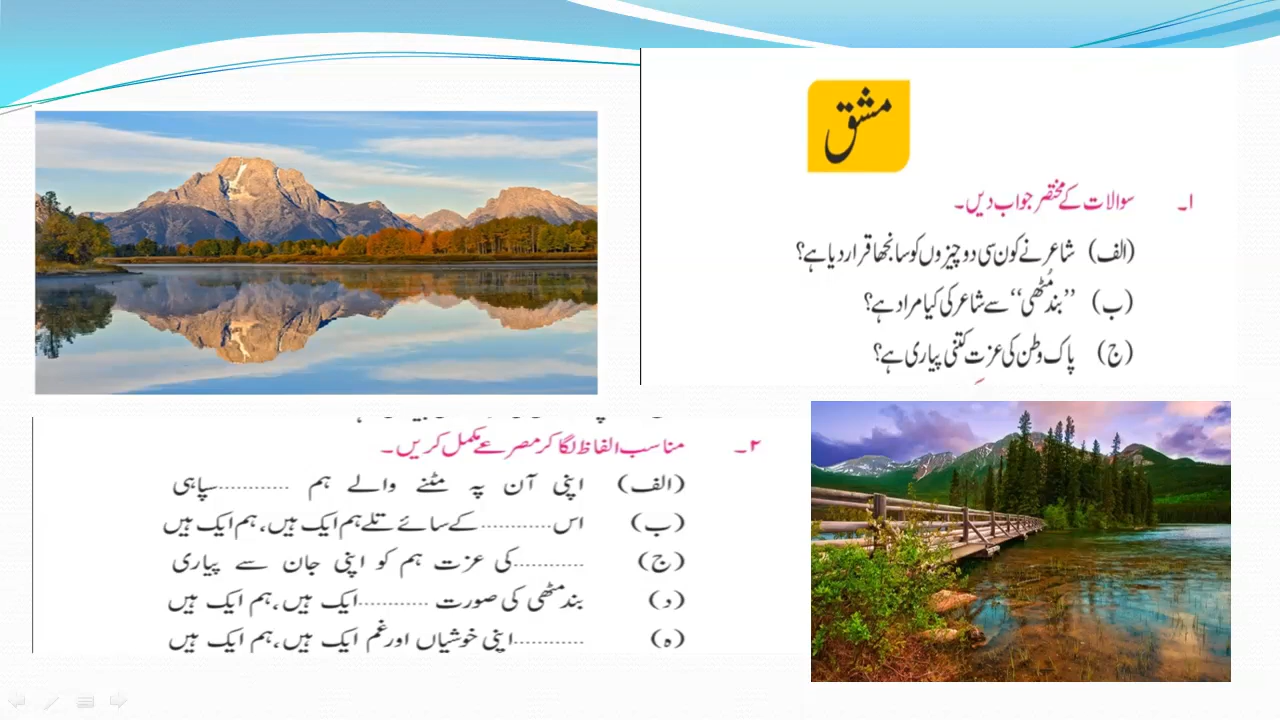 مشق
۱۔ سوالات کے مختصر جواب دیں۔
(الف) شاعر نے کون سی دو چیزوں کو سانجھا قرار دیا ہے؟
(ب) ”بند مُٹھی“ سے شاعر کی کیا مراد ہے؟
(ج) پاک وطن کی عزت کتنی پیاری ہے؟
۲۔ مناسب الفاظ لگا کر مصرعے مکمل کریں۔
(الف) اپنی آن پہ مٹنے والے ہم ............سپاہی
(ب) اس............کے سائے تلے ہم ایک ہیں، ہم ایک ہیں
(ج) ............کی عزت ہم کو اپنی جان سے پیاری
(د) بند مٹھی کی صورت ............ایک ہیں، ہم ایک ہیں
(ہ) ............اپنی خوشیاں اور غم ایک ہیں، ہم ایک ہیں